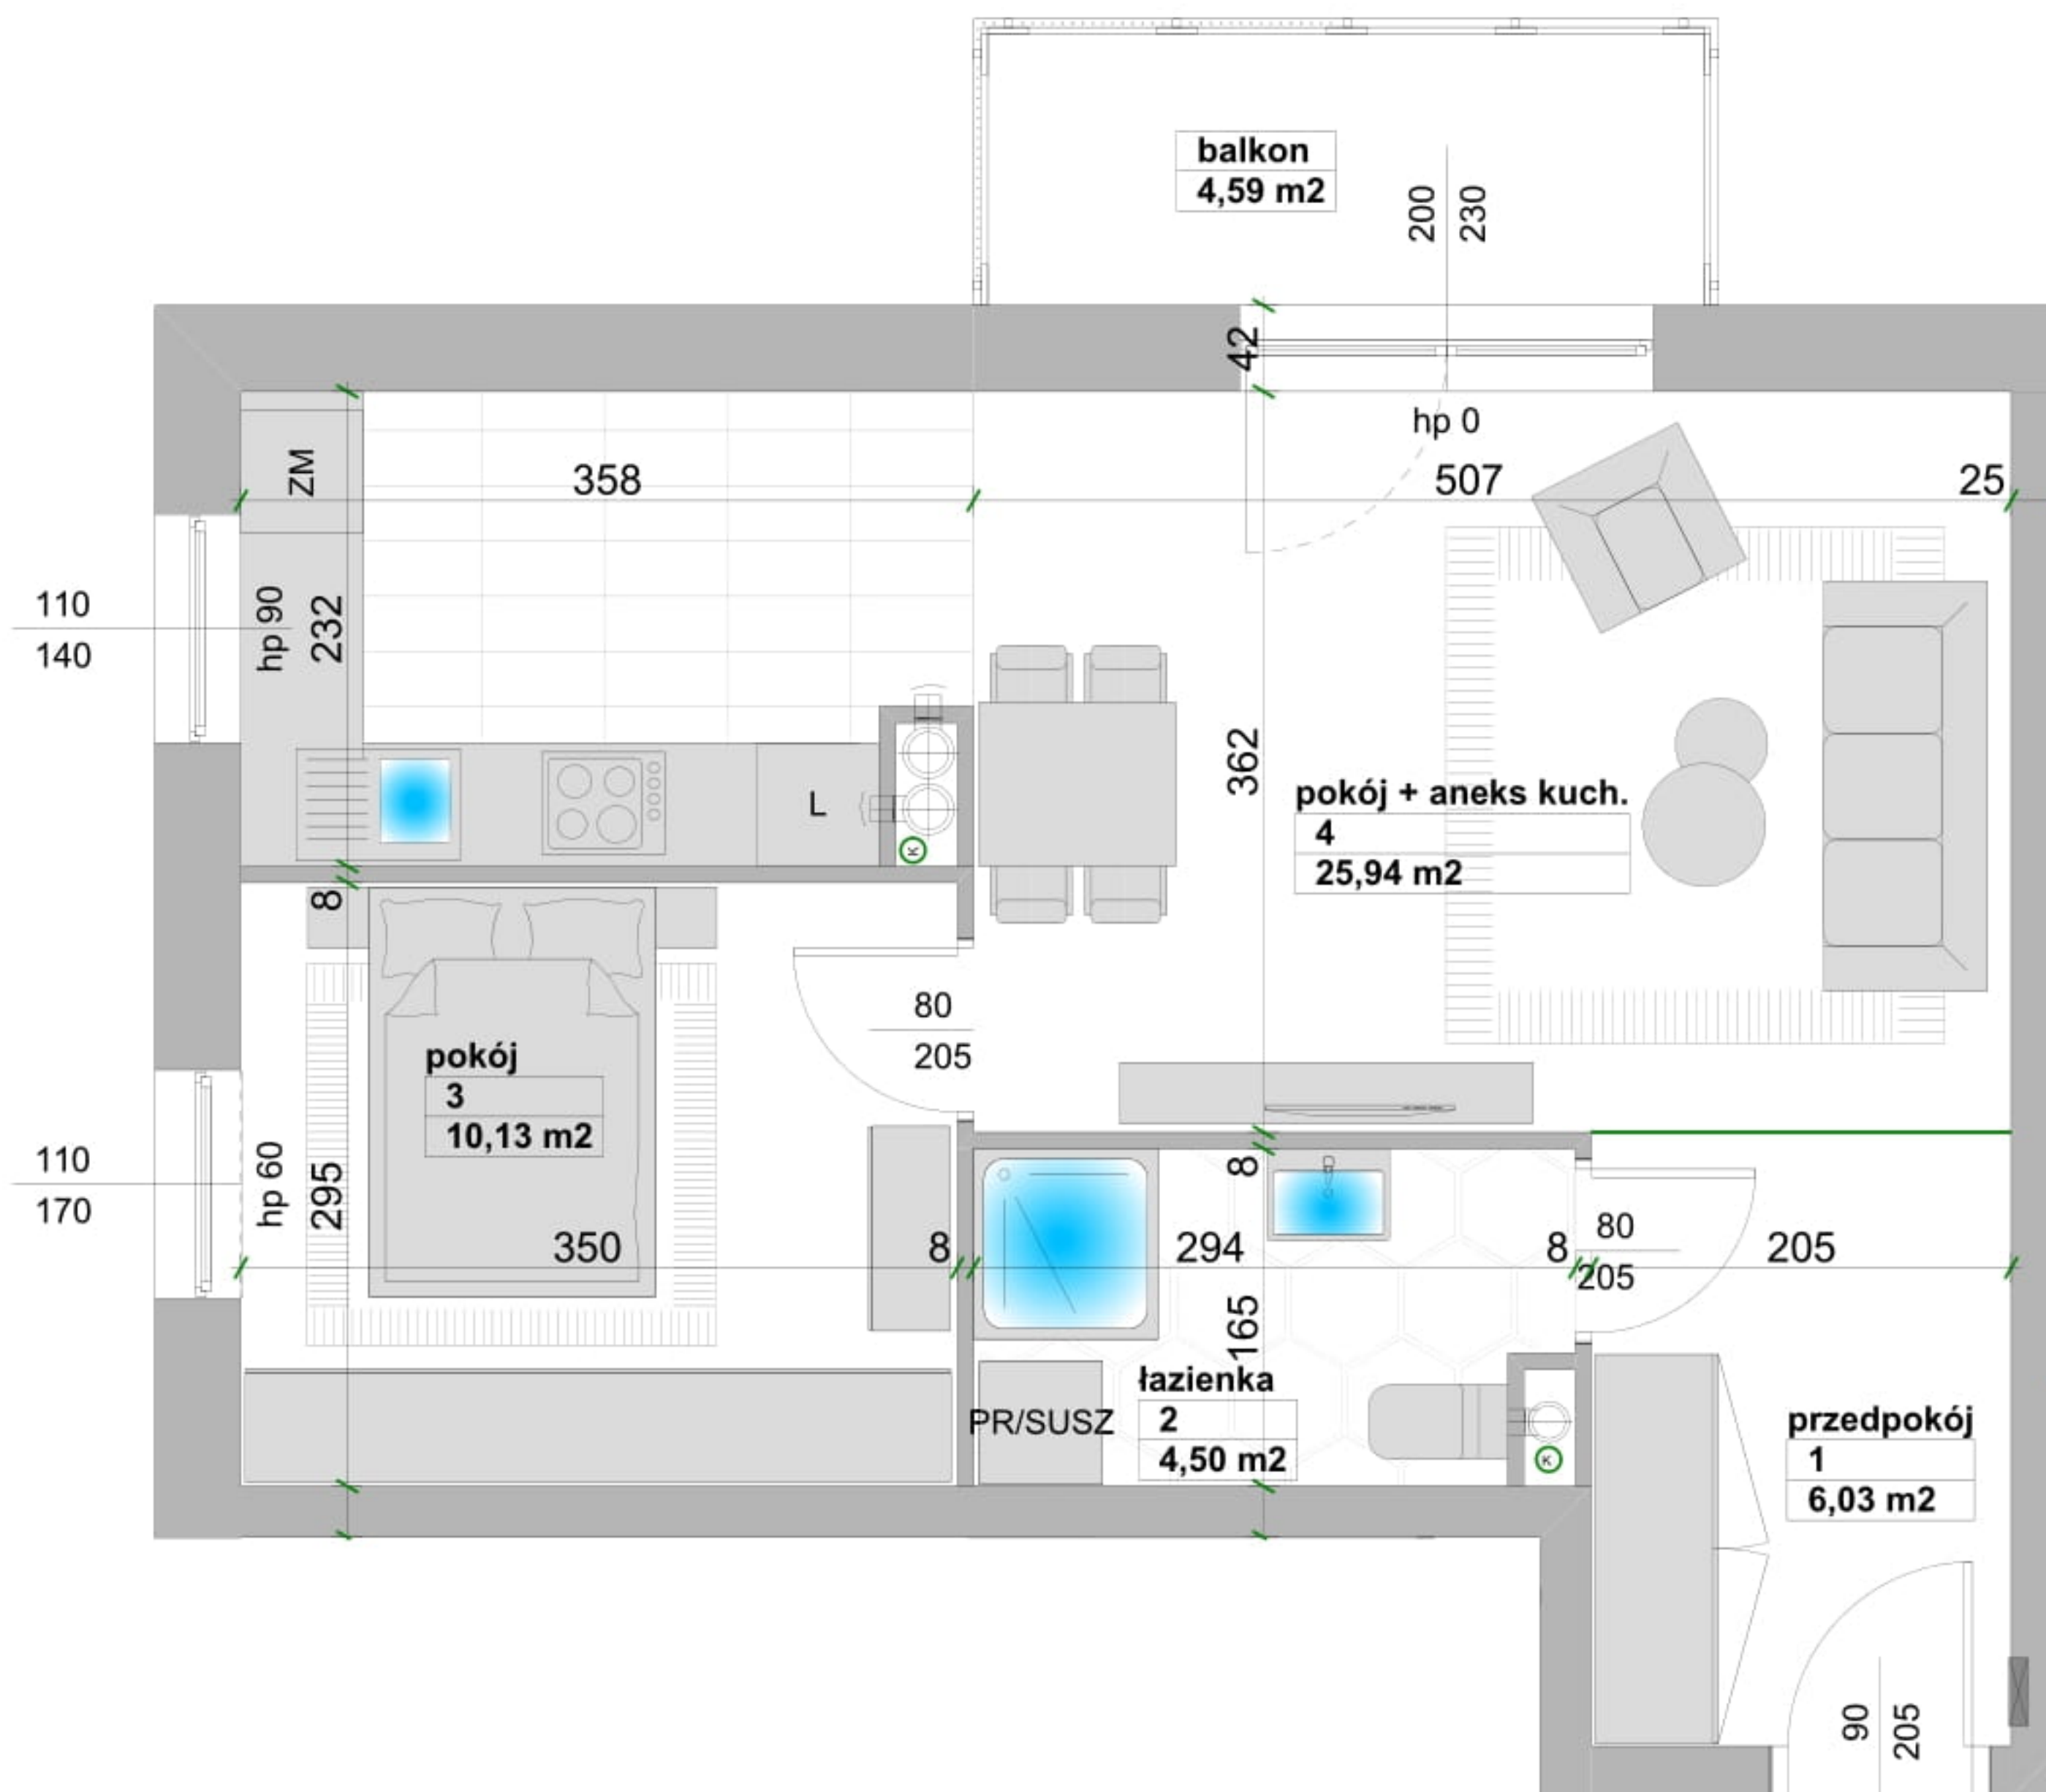 balkon
4,59 m2
200
230
42
hp 0
ZM
358
507
25
110
140
hp 90
232
362
pokój + aneks kuch.
4
25,94 m2
L
K
8
80
205
pokój
3
10,13 m2
110
170
hp 60
295
350
8
8
294
8
80
205
205
165
łazienka
2
4,50 m2
PR/SUSZ
K
przedpokój
1
6,03 m2
90
205